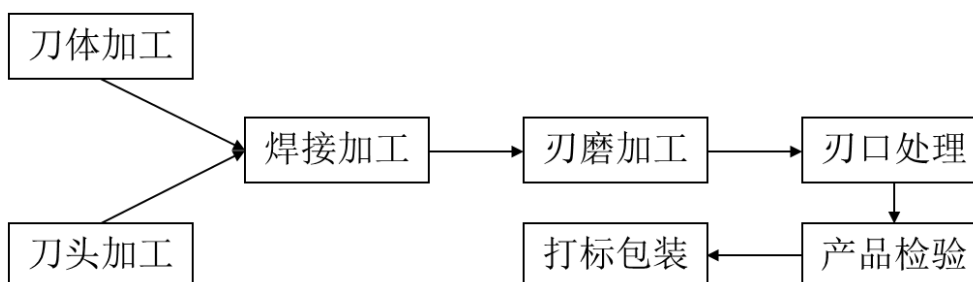 刀体加工
焊接加工
刃磨加工
刃口处理
刀头加工
打标包装
产品检验